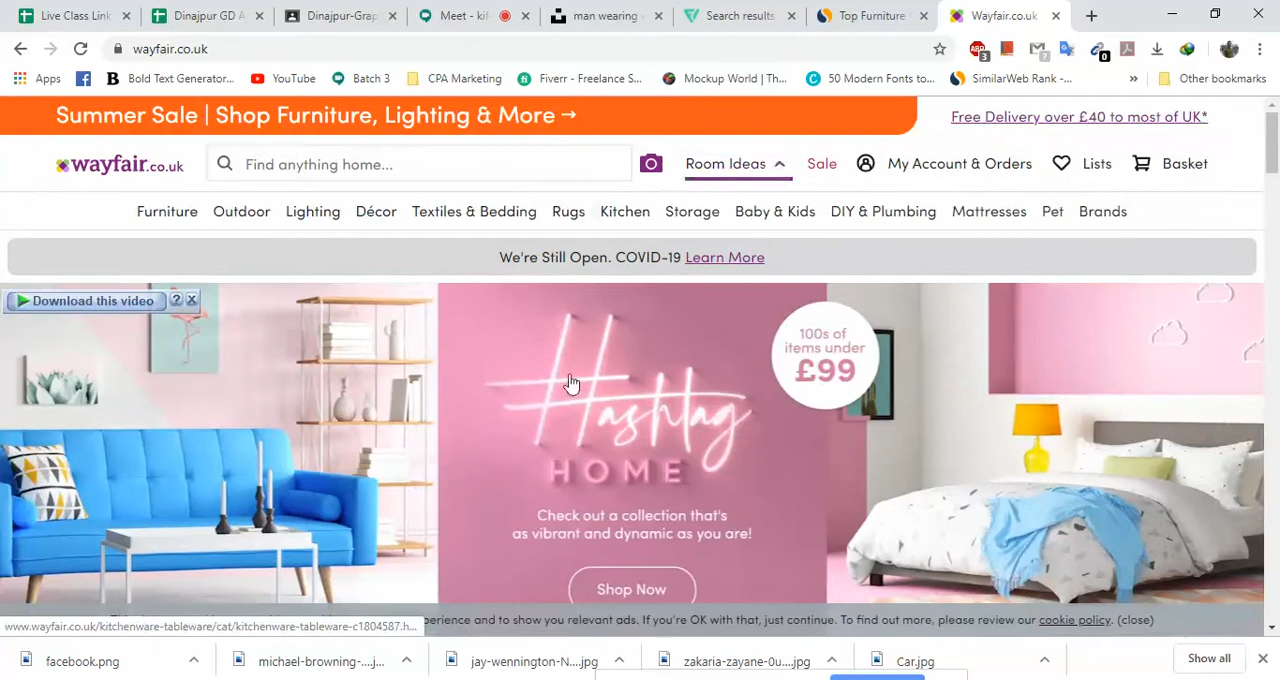 Live Class Link
Dinajpur GD A
Dinajpur-Grap
Meet - kif
man wearing
Search results
Top Furniture
Wayfair.co.uk
wayfair.co.uk
Apps
Bold Text Generator...
YouTube
Batch 3
CPA Marketing
Fiverr - Freelance S...
Mockup World | Th...
50 Modern Fonts to...
SimilarWeb Rank -...
Other bookmarks
Summer Sale | Shop Furniture, Lighting & More →
Free Delivery over £40 to most of UK*
wayfair.co.uk
Find anything home...
Room Ideas
Sale
My Account & Orders
Lists
Basket
Furniture
Outdoor
Lighting
Décor
Textiles & Bedding
Rugs
Kitchen
Storage
Baby & Kids
DIY & Plumbing
Mattresses
Pet
Brands
We're Still Open. COVID-19 Learn More
Download this video
Hashtag
HOME
100s of
items under
£99
Check out a collection that's
as vibrant and dynamic as you are!
Shop Now
www.wayfair.co.uk/kitchenware-tableware/cat/kitchenware-tableware-c1804587.h...
perience and to show you relevant ads. If you're OK with that, just continue. To find out more, please review our cookie policy. (close)
facebook.png
michael-browning-....j...
jay-wennington-N....jpg
zakaria-zayane-0u....jpg
Car.jpg
Show all